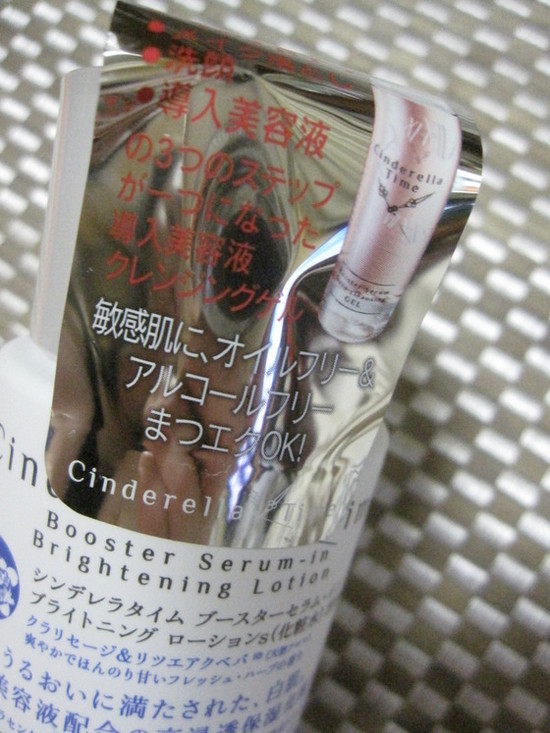 ● 洗顔
● 導入美容液
の3つのステップ
が一つになった
導入美容液
クレンジングゲル
Cinderella
Time
GEL
敏感肌に、オイルフリー&
アルコールフリー
まつエクOK!
Cinderella Time
Booster Serum-in
Brightening Lotion
シンデレラタイム ブースターセラム
ブライトニング ローションs(化粧水)
クラリセージ&リツエアクベバ
爽やかでほんのり甘いフレッシュ・ハーブの香り
うるおいに満たされた、白肌
美容液配合の高浸透保湿